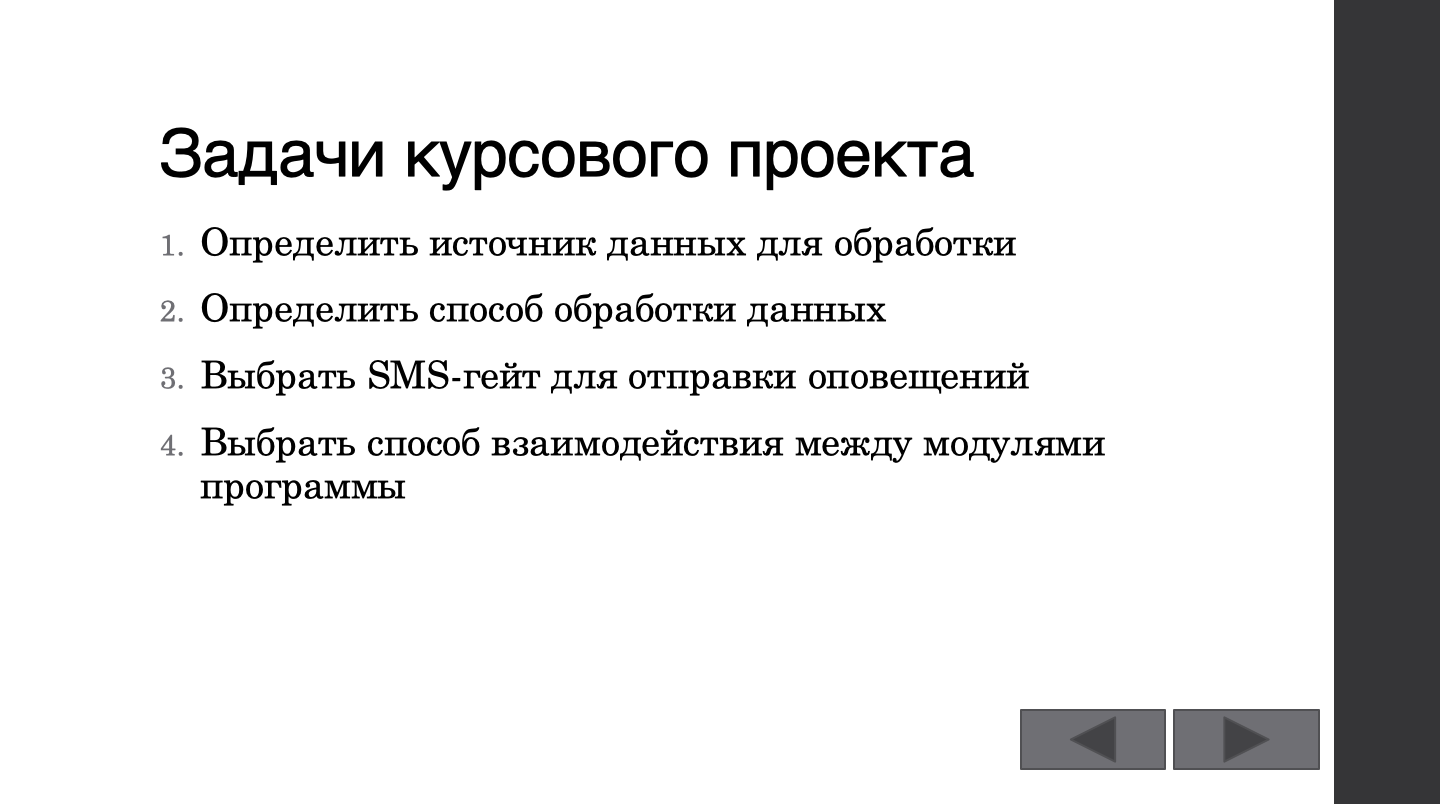 Задачи курсового проекта
1. Определить источник данных для обработки
2. Определить способ обработки данных
3. Выбрать SMS-гейт для отправки оповещений
4. Выбрать способ взаимодействия между модулями
программы